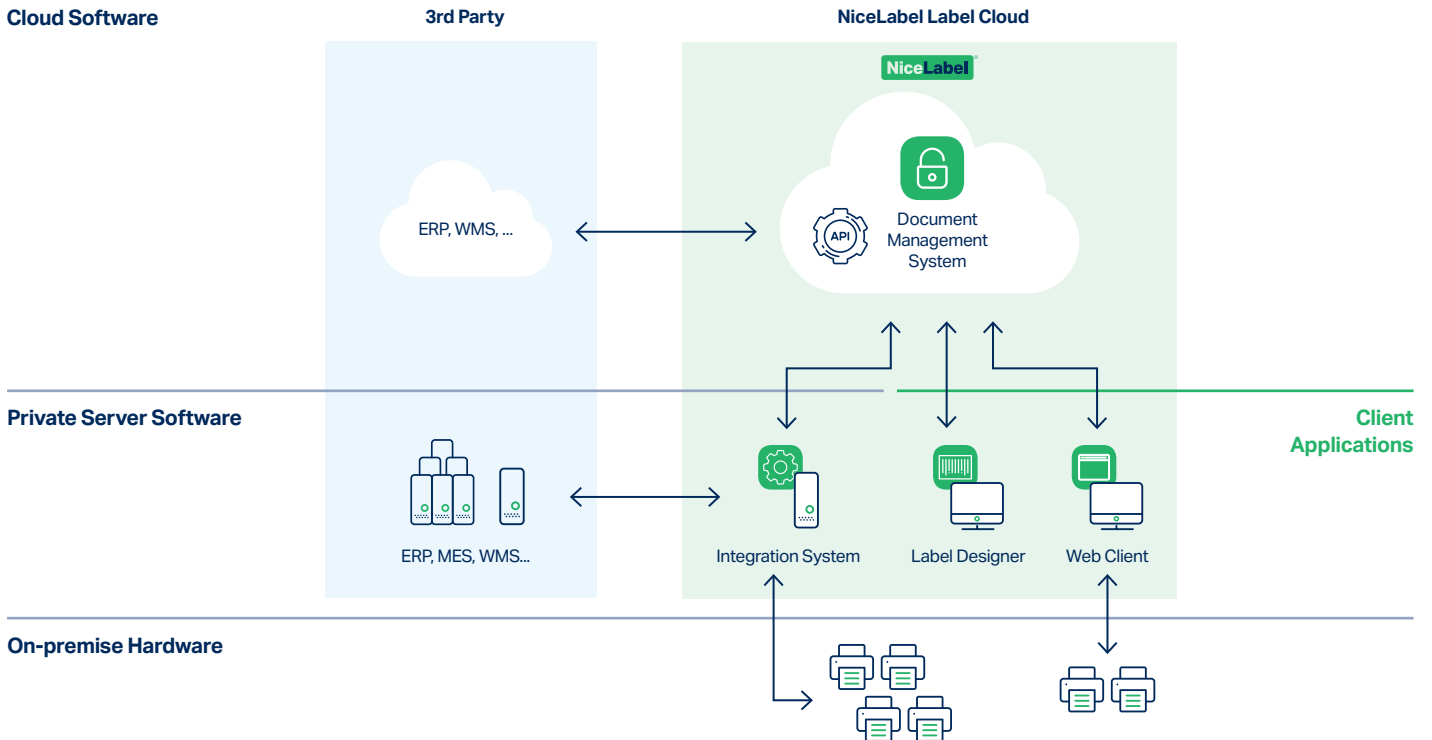 Cloud Software
3rd Party
NiceLabel Label Cloud
NiceLabel®
ERP, WMS, ...
API
Document
Management
System
Private Server Software
Client
Applications
ERP, MES, WMS...
Integration System
Label Designer
Web Client
On-premise Hardware